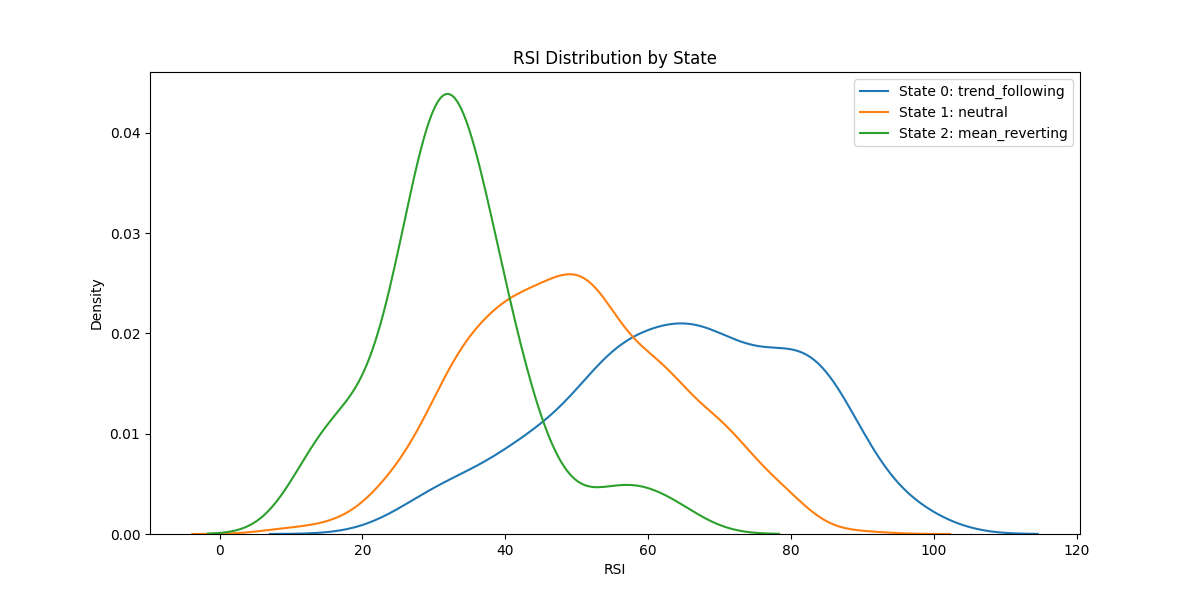 RSI Distribution by State
State 0: trend_following
State 1: neutral
State 2: mean_reverting
Density
0.04
0.03
0.02
0.01
0.00
0 20 40 60 80 100 120
RSI